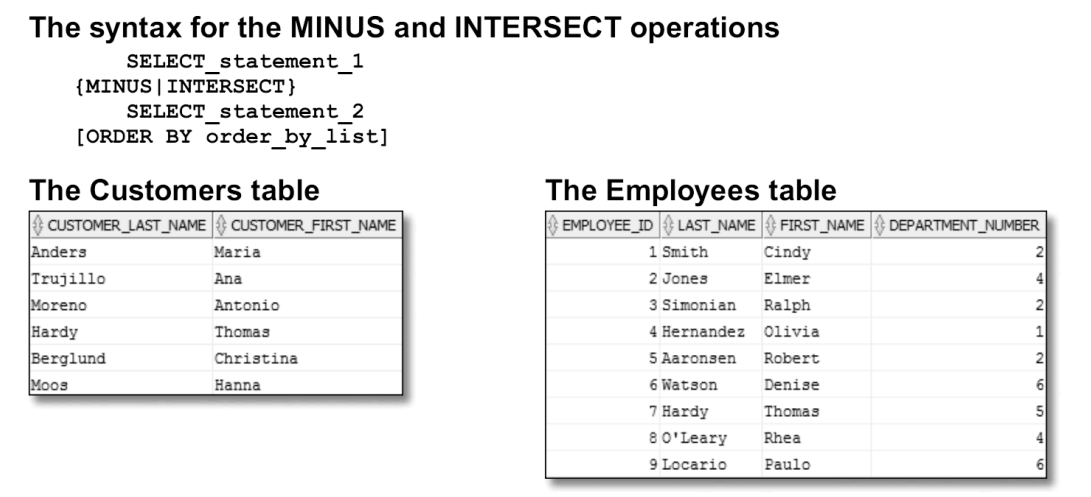 The syntax for the MINUS and INTERSECT operations
SELECT_statement_1
{MINUS|INTERSECT}
SELECT_statement_2
[ORDER BY order_by_list]
The Customers table
CUSTOMER_LAST_NAME CUSTOMER_FIRST_NAME
Anders Maria
Trujillo Ana
Moreno Antonio
Hardy Thomas
Berglund Christina
Moos Hanna
The Employees table
EMPLOYEE_ID LAST_NAME FIRST_NAME DEPARTMENT_NUMBER
1 Smith Cindy 2
2 Jones Elmer 4
3 Simonian Ralph 2
4 Hernandez Olivia 1
5 Aaronsen Robert 2
6 Watson Denise 6
7 Hardy Thomas 5
8 O'Leary Rhea 4
9 Locario Paulo 6